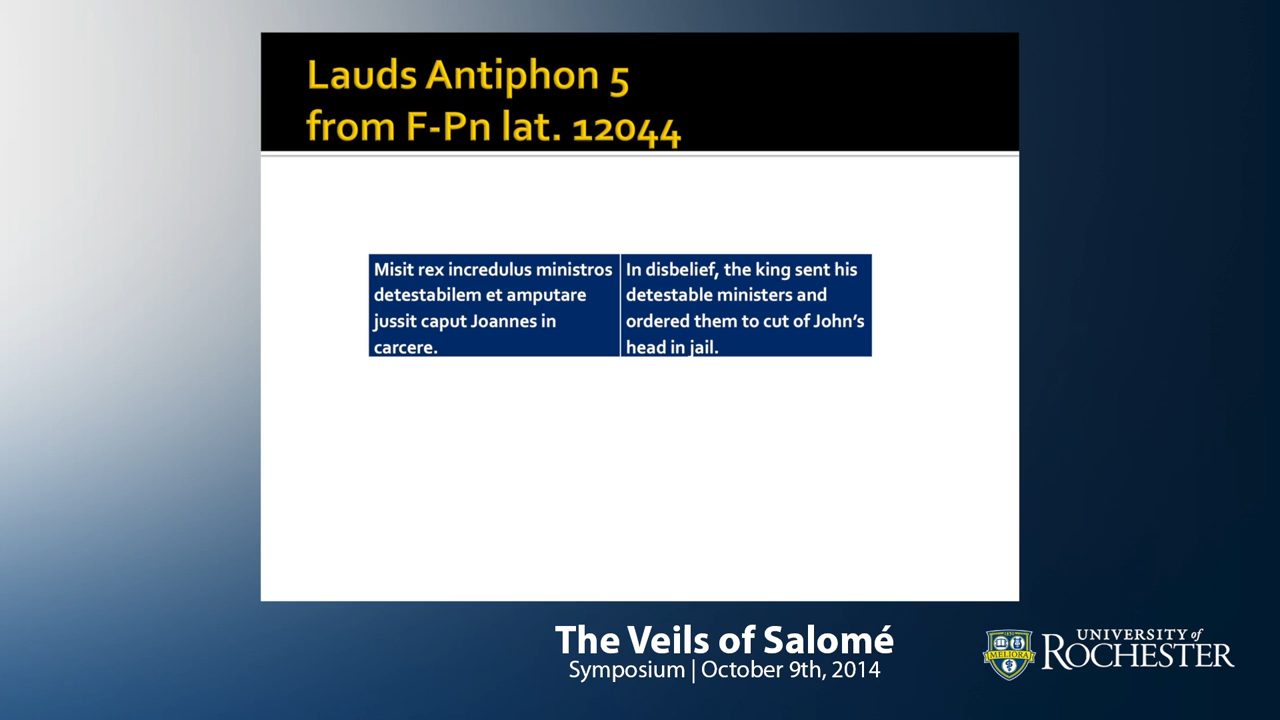 Lauds Antiphon 5
from F-Pn lat. 12044
Misit rex incredulus ministros
detestabilem et amputare
jussit caput Joannes in
carcere.
In disbelief, the king sent his
detestable ministers and
ordered them to cut of John’s
head in jail.
The Veils of Salomé
Symposium | October 9th, 2014
MELIORA
UNIVERSITY of
ROCHESTER